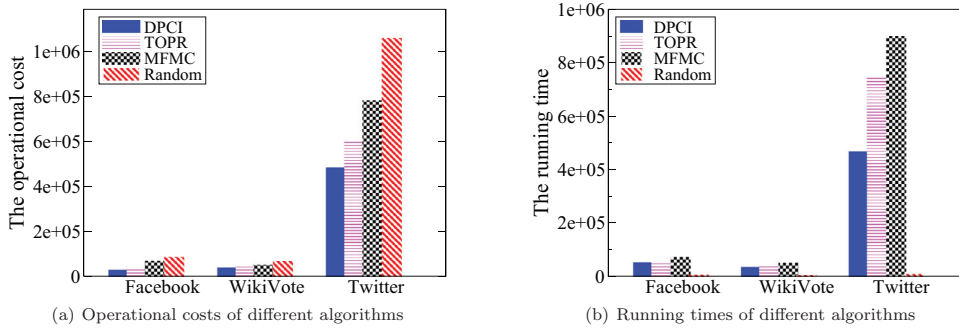 The operational cost
1e+06
8e+05
6e+05
4e+05
2e+05
0
DPCI
TOPR
MFMC
Random
Facebook WikiVote Twitter
(a) Operational costs of different algorithms
The running time
1e+06
8e+05
6e+05
4e+05
2e+05
0
DPCI
TOPR
MFMC
Random
Facebook WikiVote Twitter
(b) Running times of different algorithms